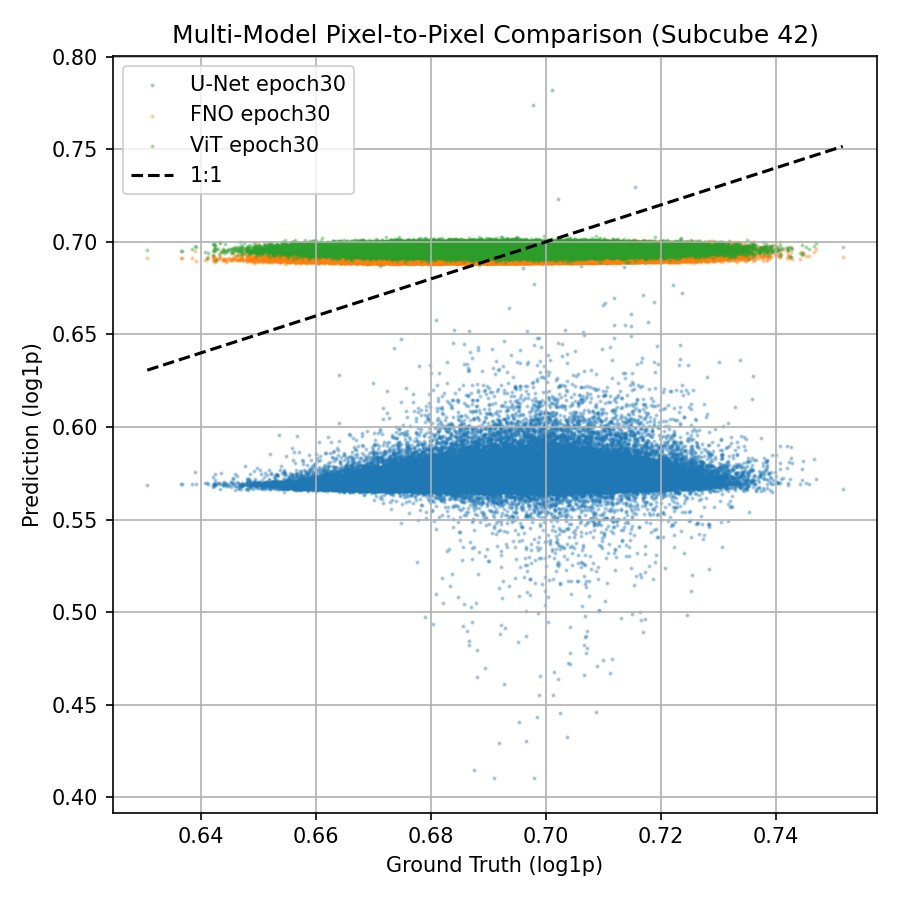 Multi-Model Pixel-to-Pixel Comparison (Subcube 42)
U-Net epoch30
FNO epoch30
ViT epoch30
1:1
0.80
0.75
0.70
0.65
0.60
0.55
0.50
0.45
0.40
Prediction (log1p)
0.64 0.66 0.68 0.70 0.72 0.74
Ground Truth (log1p)